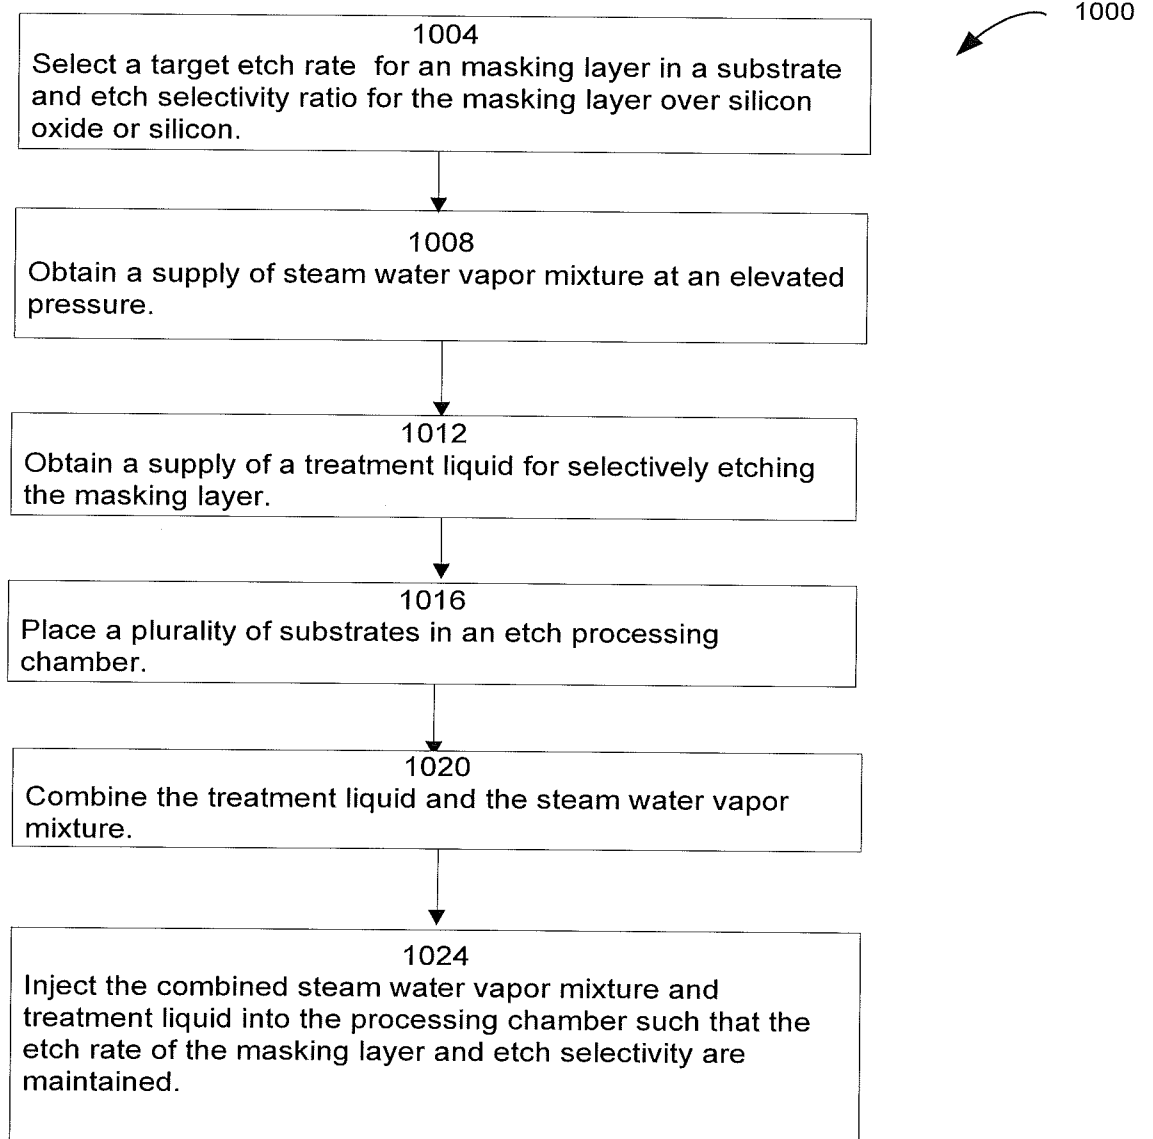 1000
1004
Select a target etch rate for an masking layer in a substrate
and etch selectivity ratio for the masking layer over silicon
oxide or silicon.
1008
Obtain a supply of steam water vapor mixture at an elevated
pressure.
1012
Obtain a supply of a treatment liquid for selectively etching
the masking layer.
1016
Place a plurality of substrates in an etch processing
chamber.
1020
Combine the treatment liquid and the steam water vapor
mixture.
1024
Inject the combined steam water vapor mixture and
treatment liquid into the processing chamber such that the
etch rate of the masking layer and etch selectivity are
maintained.